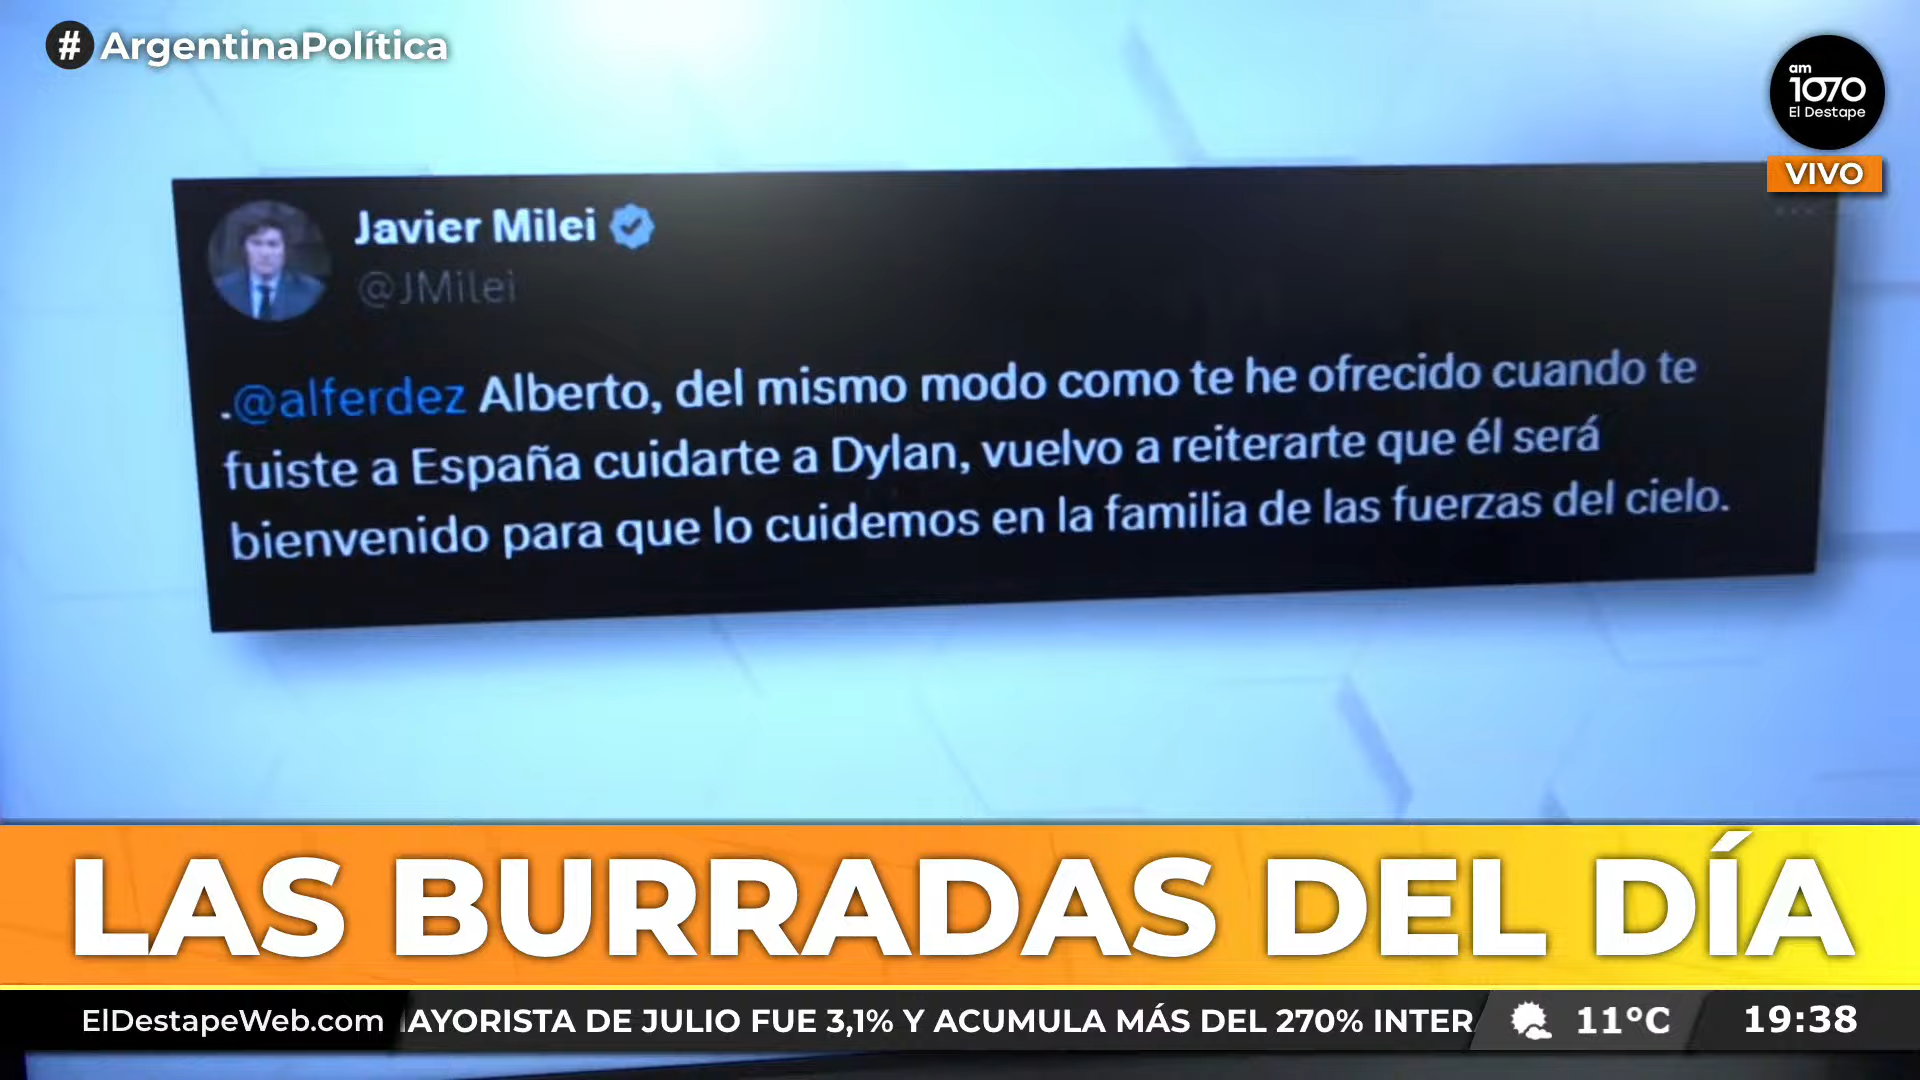 # ArgentinaPolítica
am
1070
El Destape
VIVO
Javier Milei
@JMilei
.@alferdez Alberto, del mismo modo como te he ofrecido cuando te
fuiste a España cuidarte a Dylan, vuelvo a reiterarte que él será
bienvenido para que lo cuidemos en la familia de las fuerzas del cielo.
LAS BURRADAS DEL DÍA
ElDestapeWeb.com
AYORISTA DE JULIO FUE 3,1% Y ACUMULA MÁS DEL 270% INTER
11°C
19:38